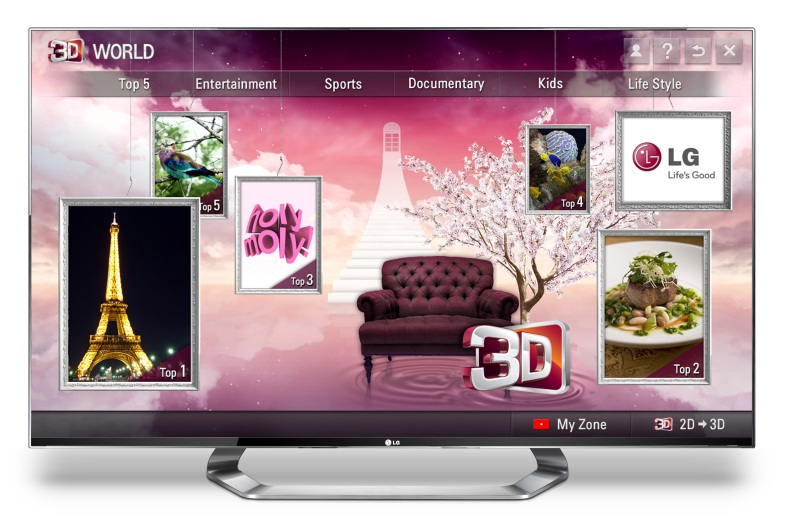 3D WORLD
Top 5
Entertainment
Sports
Documentary
Kids
Life Style
Top 5
Top 4
LG
Life's Good
holy
moly.
Top 3
Top 1
3D
Top 2
My Zone
3D 2D → 3D
LG